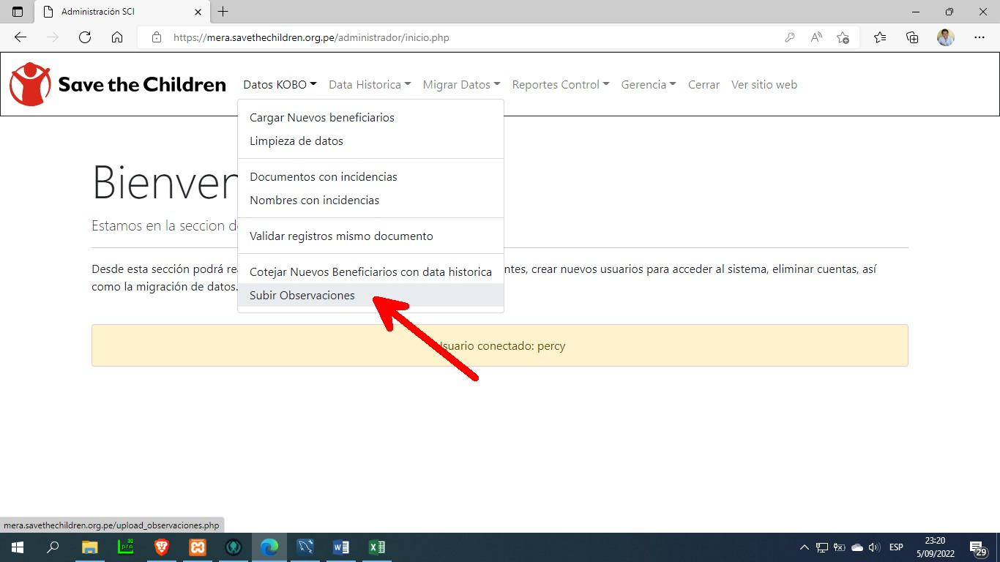 Administración SCI
https://mera.savethechildren.org.pe/administrador/inicio.php
Save the Children
Datos KOBO Data Historica Migrar Datos Reportes Control Gerencia Cerrar Ver sitio web
Cargar Nuevos beneficiarios
Limpieza de datos
Documentos con incidencias
Nombres con incidencias
Validar registros mismo documento
Cotejar Nuevos Beneficiarios con data historica
Subir Observaciones
Bienven
Estamos en la seccion d
Desde esta sección podrá re ntes, crear nuevos usuarios para acceder al sistema, eliminar cuentas, así
como la migración de datos.
Usuario conectado: percy
mera.savethechildren.org.pe/upload_observaciones.php
ESP
23:20
5/09/2022
29